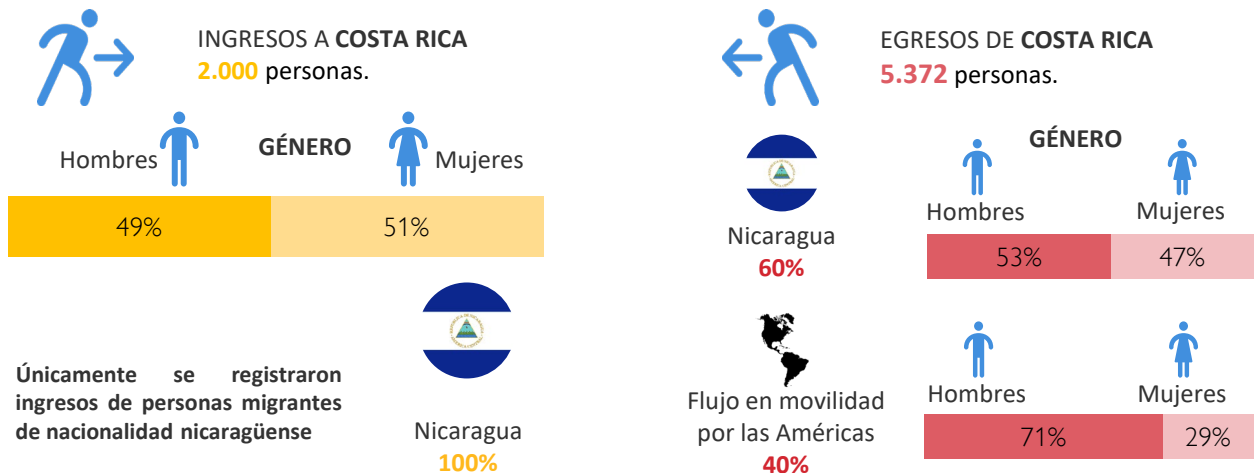 INGRESOS A COSTA RICA
2.000 personas.
GÉNERO
Hombres
Mujeres
49%
51%
Únicamente se registraron
ingresos de personas migrantes
de nacionalidad nicaragüense
Nicaragua
100%
EGRESOS DE COSTA RICA
5.372 personas.
GÉNERO
Nicaragua
60%
Hombres
Mujeres
53%
47%
Flujo en movilidad
por las Américas
40%
Hombres
Mujeres
71%
29%